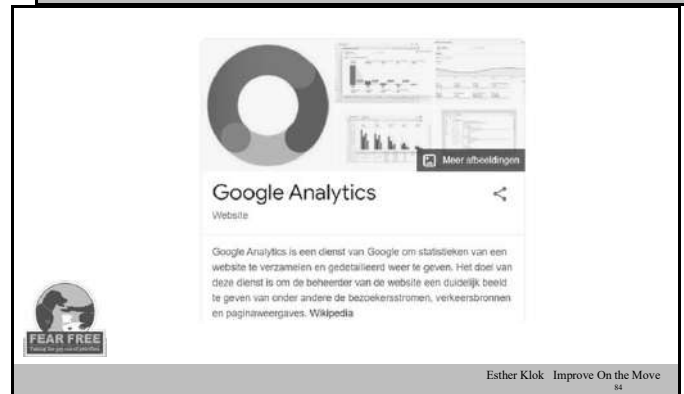 Meer afbeeldingen
Google Analytics
Website
Google Analytics is een dienst van Google om statistieken van een
website te verzamelen en gedetailleerd weer te geven. Het doel van
deze dienst is om de beheerder van de website een duidelijk beeld
te geven van onder andere de bezoekersstromen, verkeersbronnen
en paginaweergaves. Wikipedia
FEAR FREE
Esther Klok Improve On the Move
84